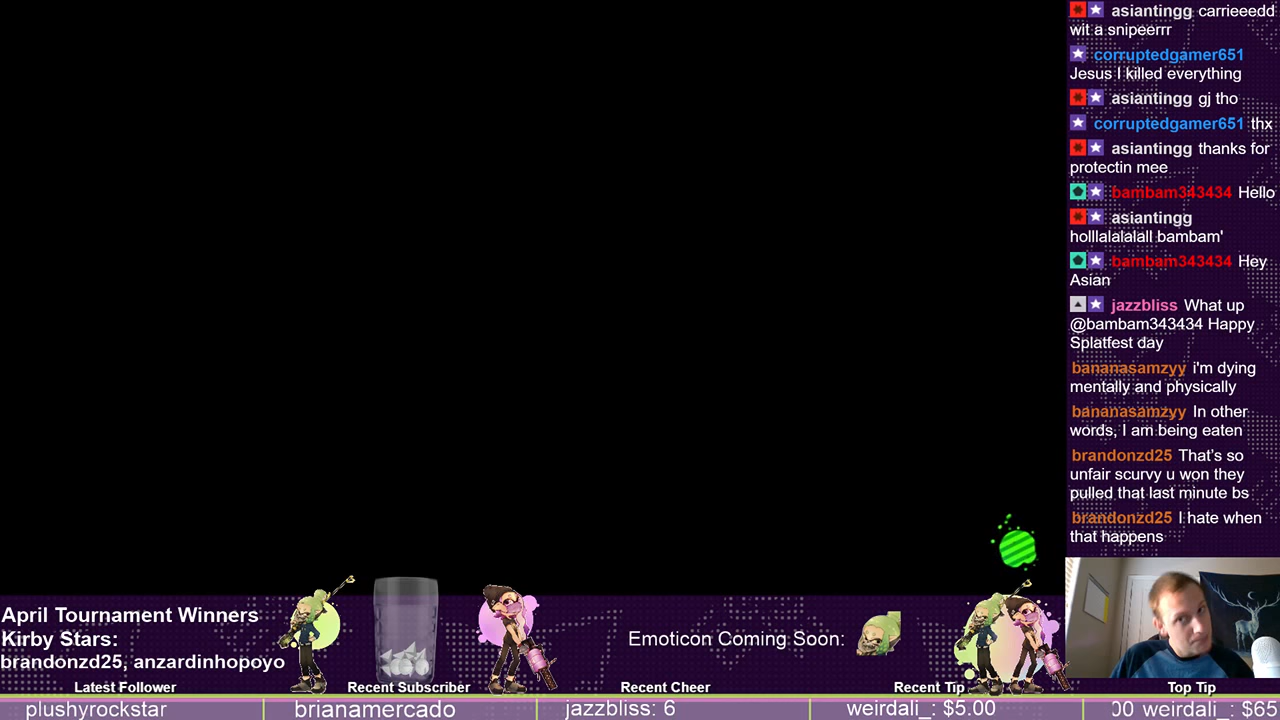 asiantingg carrieeedd
wit a snipeerrr
corruptedgamer651
Jesus I killed everything
asiantingg gj tho
corruptedgamer651 thx
asiantingg thanks for
protectin mee
bambam343434 Hello
asiantingg
holllalalalall bambam'
bambam343434 Hey
Asian
jazzbliss What up
@bambam343434 Happy
Splatfest day
bananasamzyy i'm dying
mentally and physically
bananasamzyy In other
words, I am being eaten
brandonzd25 That's so
unfair scurvy u won they
pulled that last minute bs
brandonzd25 I hate when
that happens
April Tournament Winners
Kirby Stars:
brandonzd25, anzardinhopoyo
Emoticon Coming Soon:
Latest Follower
Recent Subscriber
Recent Cheer
Recent Tip
Top Tip
plushyrockstar
brianamercado
jazzbliss: 6
weirdali_: $5.00
00 weirdali_: $65